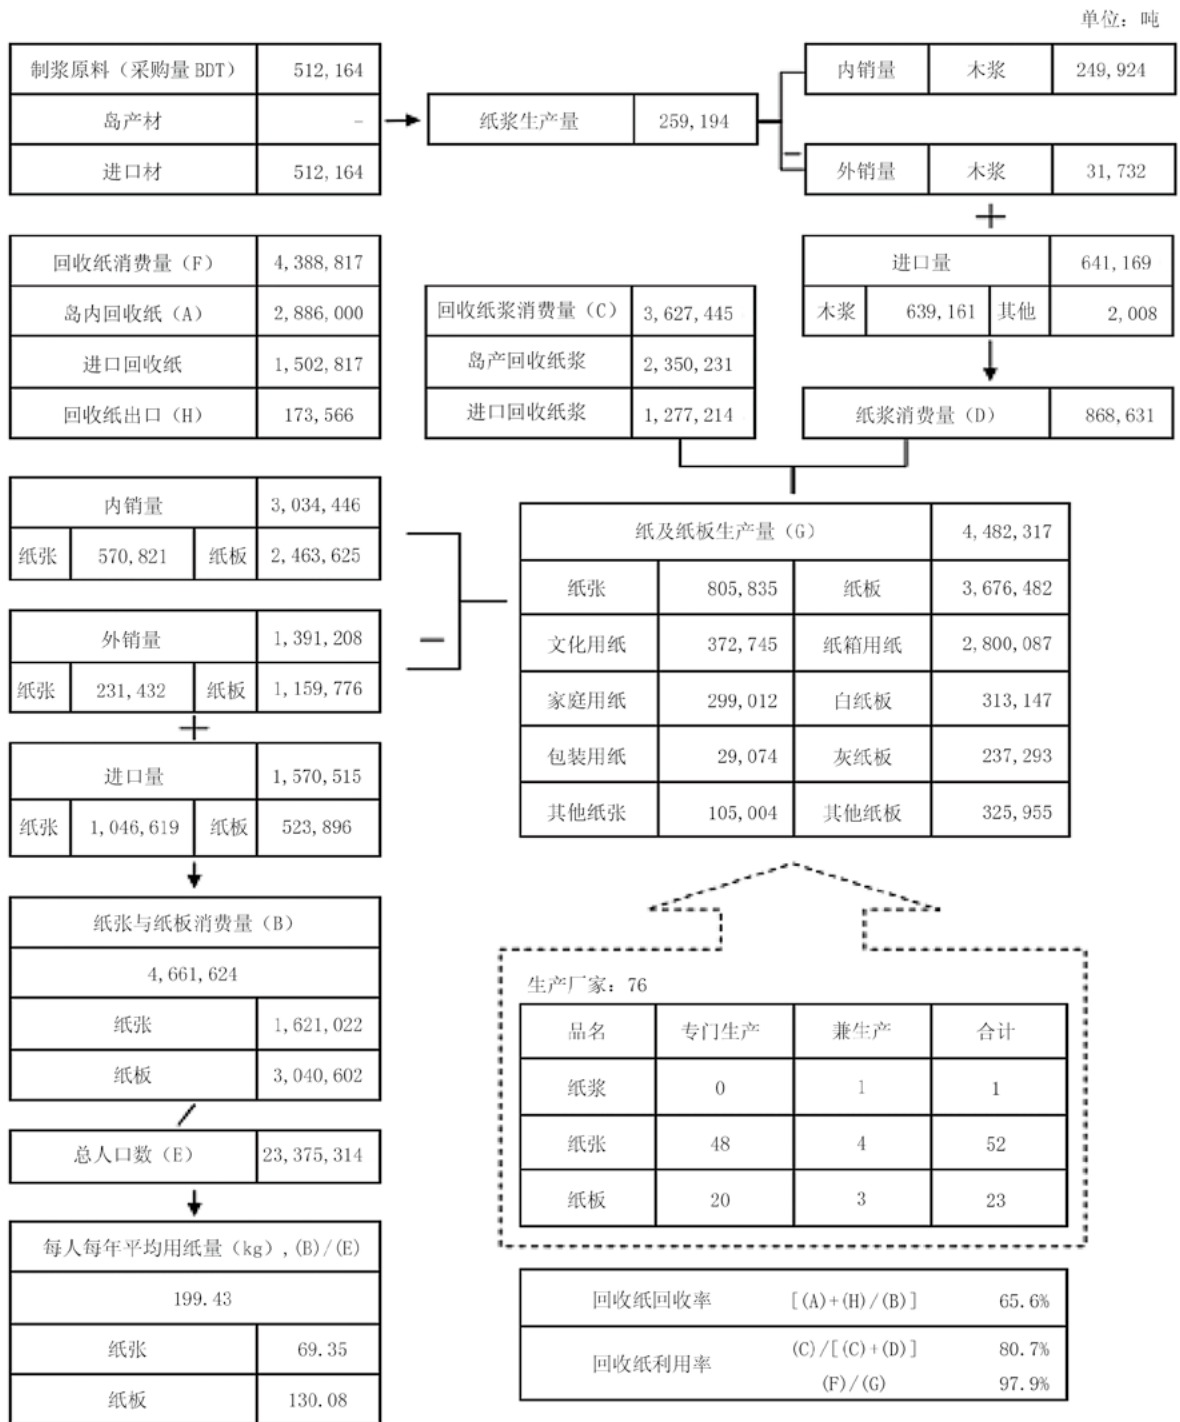 单位：吨
制浆原料（采购量BDT） 512,164
岛产材 -
进口材 512,164
纸浆生产量 259,194
内销量 木浆 249,924
外销量 木浆 31,732
进口量 641,169
木浆 639,161 其他 2,008
纸浆消费量（D） 868,631
回收纸消费量（F） 4,388,817
岛内回收纸（A） 2,886,000
进口回收纸 1,502,817
回收纸出口（H） 173,566
回收纸浆消费量（C） 3,627,445
岛产回收纸浆 2,350,231
进口回收纸浆 1,277,214
内销量 3,034,446
纸张 570,821 纸板 2,463,625
外销量 1,391,208
纸张 231,432 纸板 1,159,776
进口量 1,570,515
纸张 1,046,619 纸板 523,896
纸张与纸板消费量（B）
4,661,624
纸张 1,621,022
纸板 3,040,602
总人口数（E） 23,375,314
每人每年平均用纸量（kg）,(B)/(E)
199.43
纸张 69.35
纸板 130.08
纸及纸板生产量（G） 4,482,317
纸张 805,835 纸板 3,676,482
文化用纸 372,745 纸箱用纸 2,800,087
家庭用纸 299,012 白纸板 313,147
包装用纸 29,074 灰纸板 237,293
其他纸张 105,004 其他纸板 325,955
生产厂家：76
品名 专门生产 兼生产 合计
纸浆 0 1 1
纸张 48 4 52
纸板 20 3 23
回收纸回收率 [(A)+(H)/(B)] 65.6%
回收纸利用率 (C)/[(C)+(D)] 80.7%
(F)/(G) 97.9%